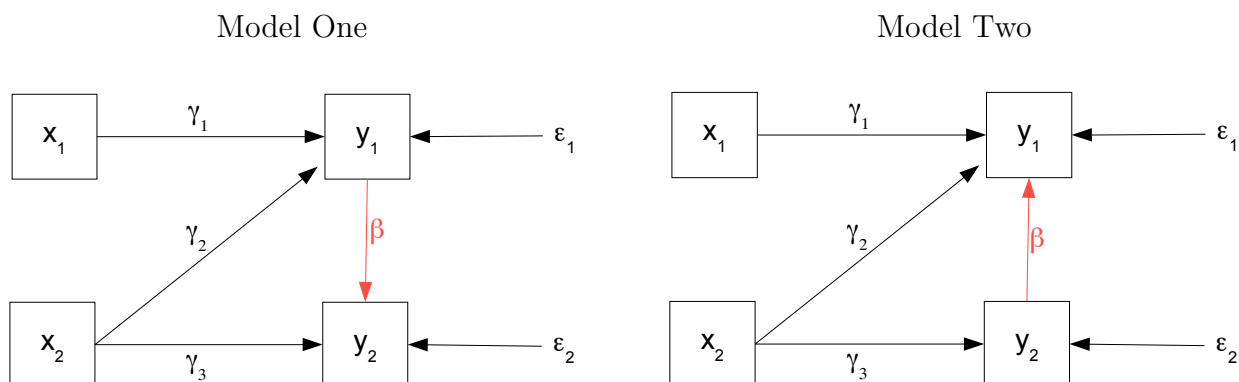 Model One
Model Two
x₁
γ₁
y₁
ε₁
x₁
γ₁
y₁
ε₁
γ₂
β
γ₂
β
x₂
γ₃
y₂
ε₂
x₂
γ₃
y₂
ε₂